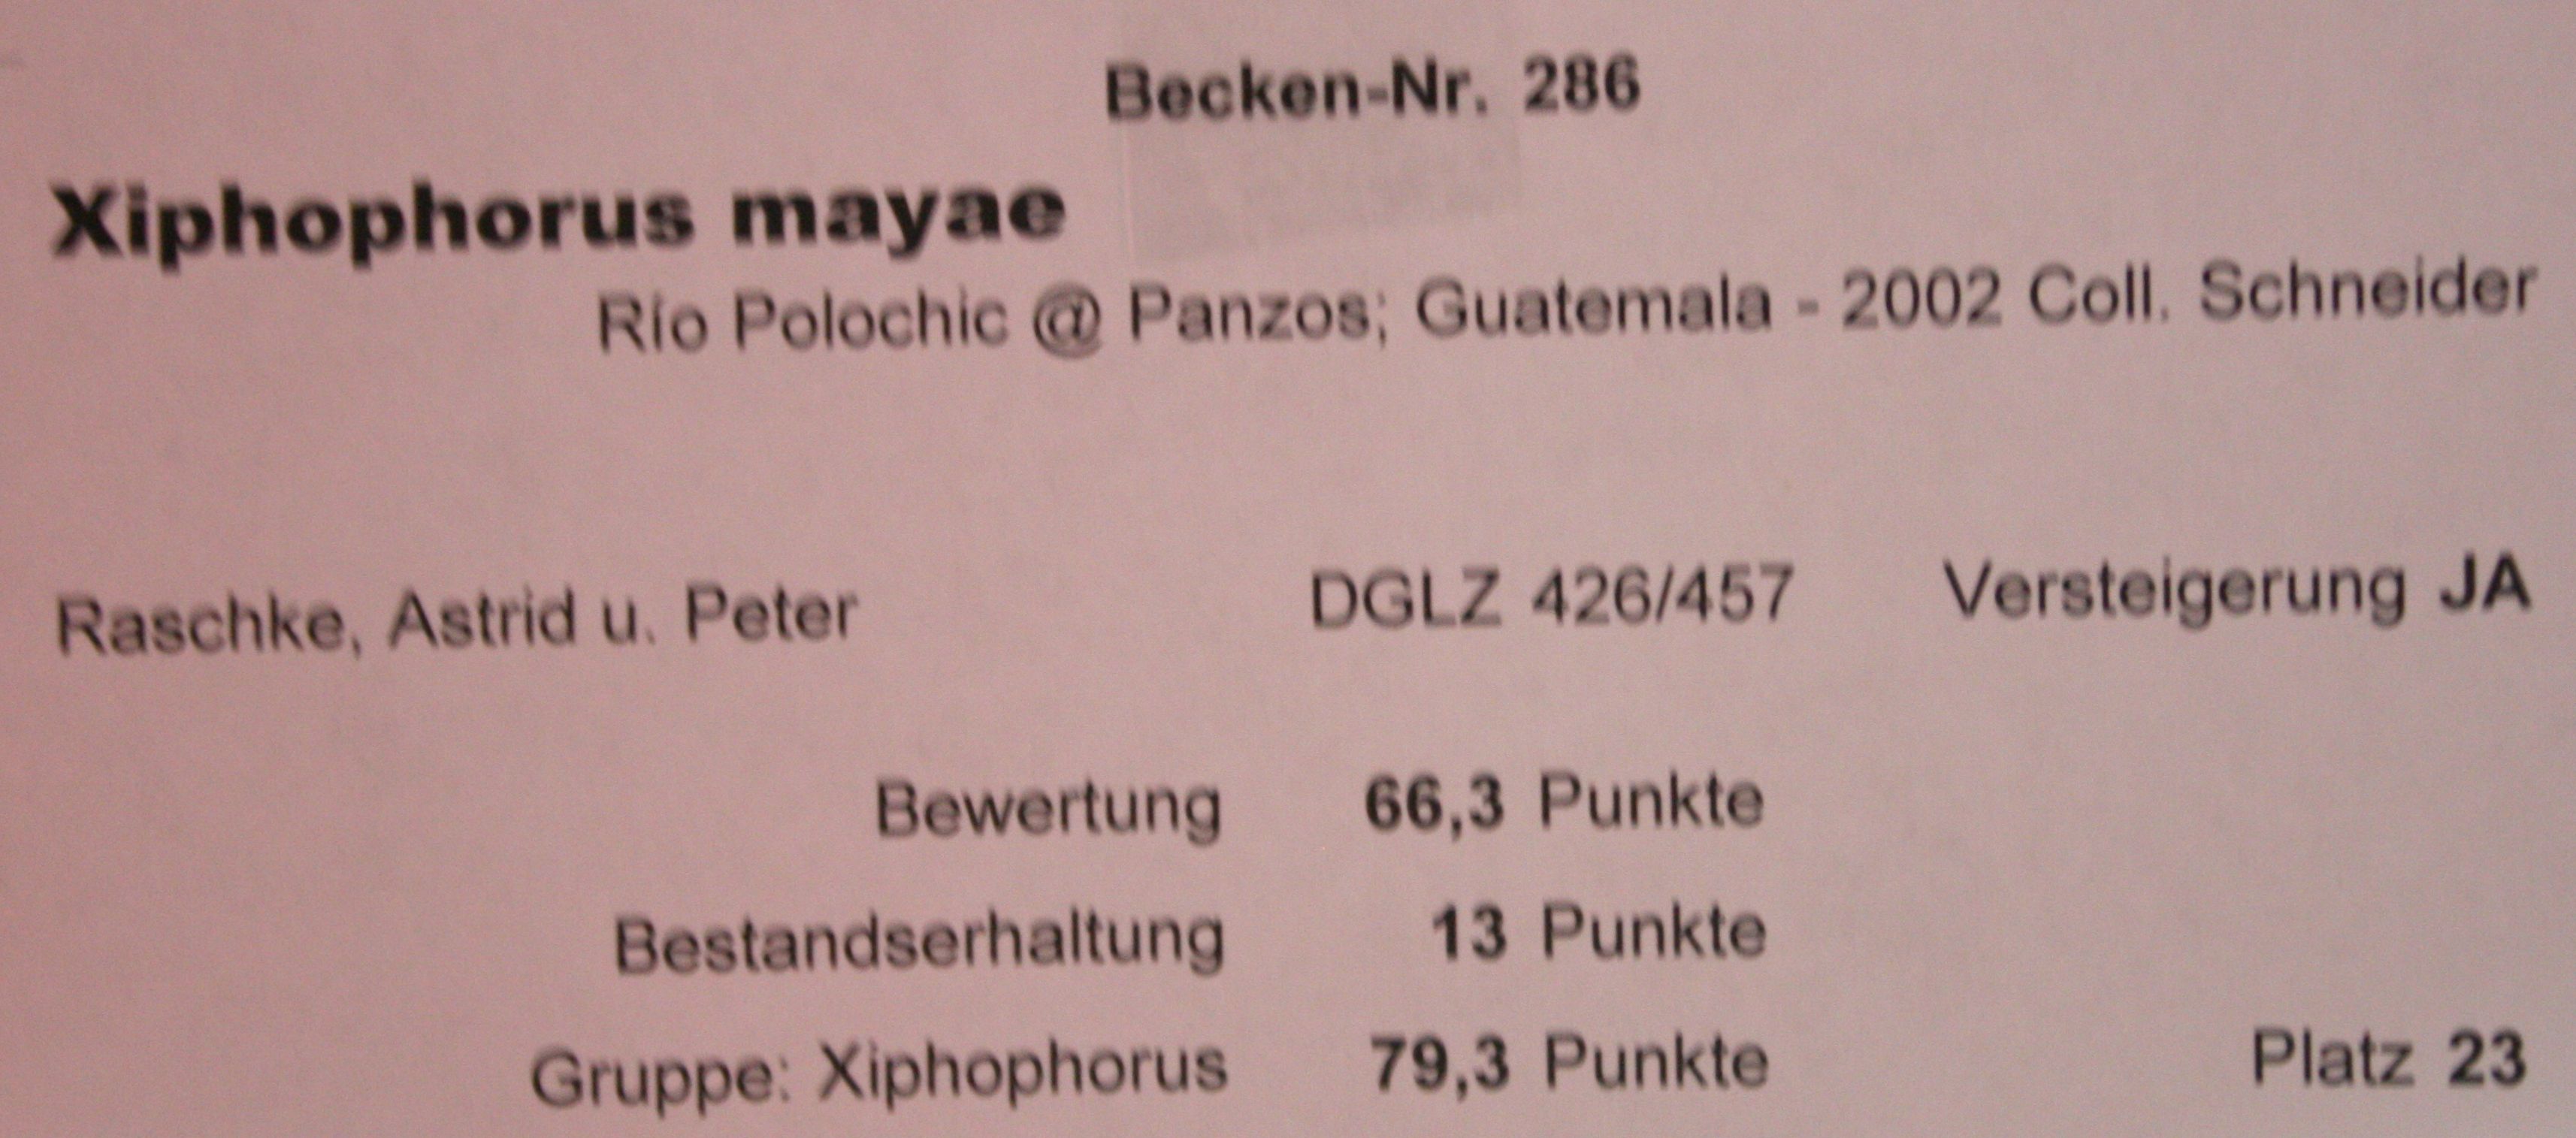 Becken-Nr. 286
Xiphophorus mayae
Río Polochic @ Panzos; Guatemala - 2002 Coll. Schneider
Raschke, Astrid u. Peter DGLZ 426/457 Versteigerung JA
Bewertung 66,3 Punkte
Bestandserhaltung 13 Punkte
Gruppe: Xiphophorus 79,3 Punkte Platz 23